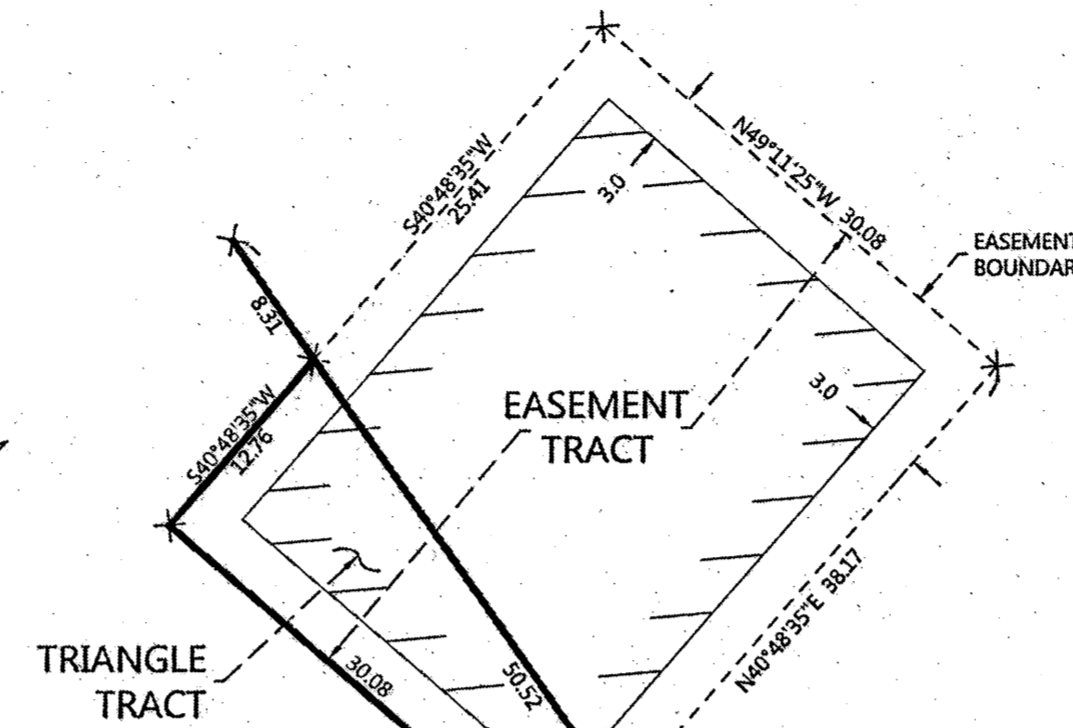 S40°48'35"W
25.41
N49°11'25"W 30.08
3.0
EASEMENT
BOUNDAR
8.31
3.0
EASEMENT
TRACT
S40°48'35"W
12.76
N40°48'35"E 38.17
TRIANGLE
TRACT
30.08
50.52